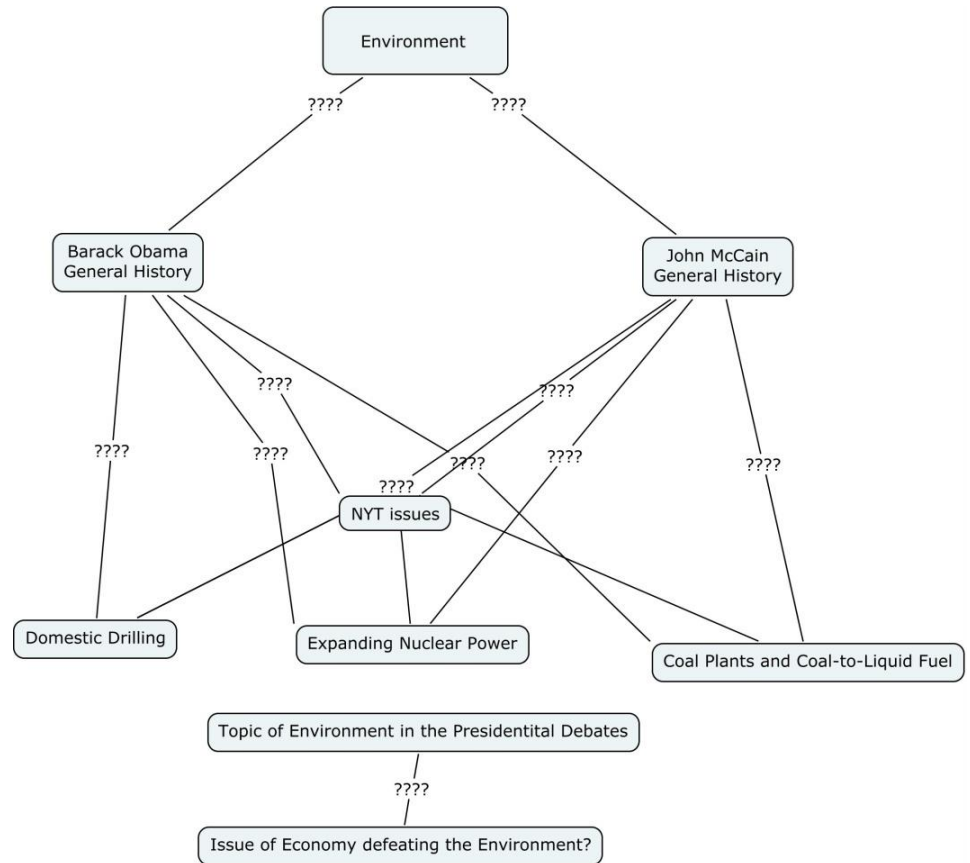 Environment
????
????
Barack Obama
General History
John McCain
General History
????
????
????
????
????
????
????
????
NYT issues
Domestic Drilling
Expanding Nuclear Power
Coal Plants and Coal-to-Liquid Fuel
Topic of Environment in the Presidentital Debates
????
Issue of Economy defeating the Environment?